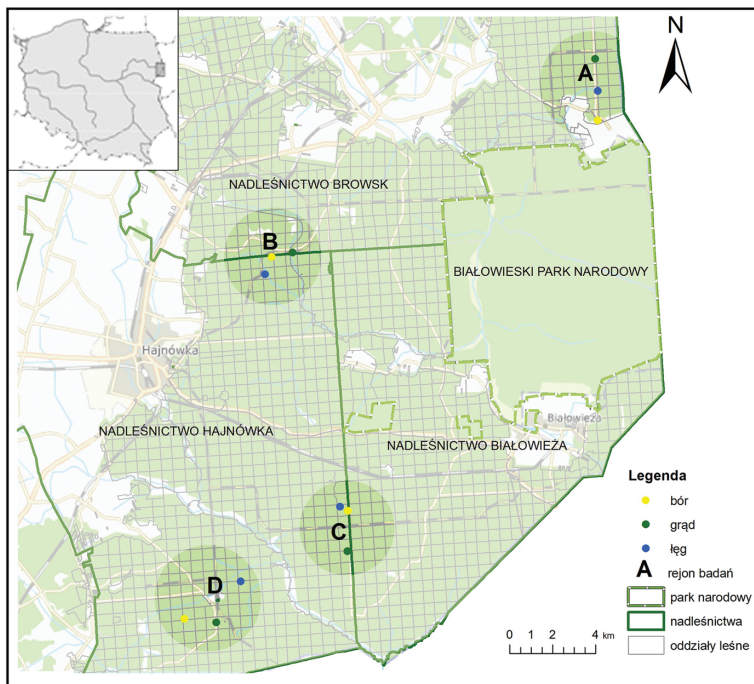 N
A
NADLEŚNICTWO BROWSK
B
BIAŁOWIESKI PARK NARODOWY
Hajnówka
Białowieża
NADLEŚNICTWO HAJNÓWKA
NADLEŚNICTWO BIAŁOWIEŻA
C
D
Legenda
bór
grąd
łęg
A rejon badań
park narodowy
nadleśnictwa
oddziały leśne
0 1 2 4 km